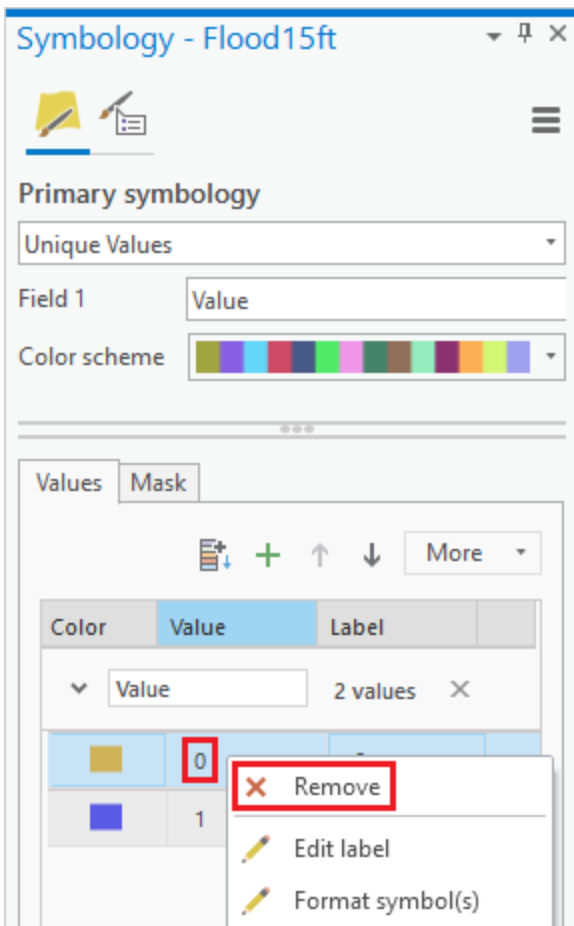 Symbology - Flood15ft
Primary symbology
Unique Values
Field 1 Value
Color scheme
Values Mask
More
Color Value Label
Value 2 values
0
Remove
1
Edit label
Format symbol(s)